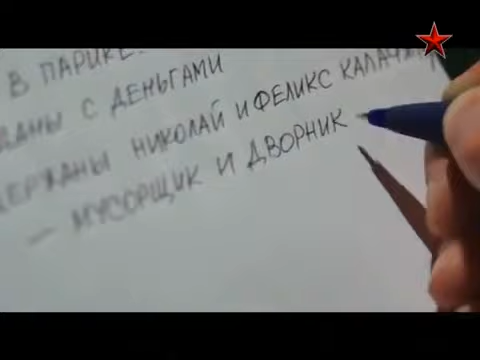 В ПАРИКЕ
С ДЕНЬГАМИ
НИКОЛАЙ И ФЕЛИКС
— МУСОРЩИК И ДВОРНИК